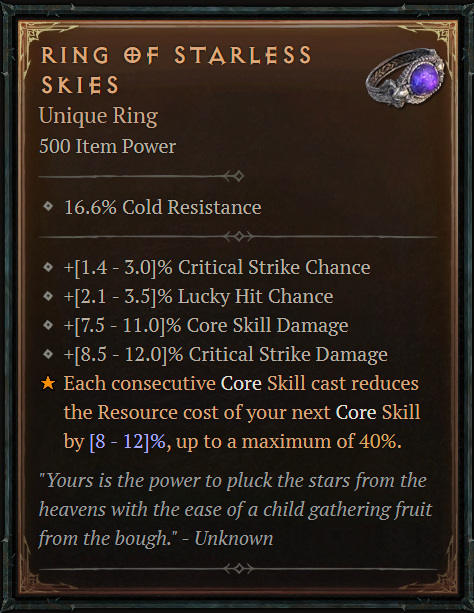 RING OF STARLESS
SKIES
Unique Ring
500 Item Power
16.6% Cold Resistance
+[1.4 - 3.0]% Critical Strike Chance
+[2.1 - 3.5]% Lucky Hit Chance
+[7.5 - 11.0]% Core Skill Damage
+[8.5 - 12.0]% Critical Strike Damage
Each consecutive Core Skill cast reduces
the Resource cost of your next Core Skill
by [8 - 12]%, up to a maximum of 40%.
"Yours is the power to pluck the stars from the
heavens with the ease of a child gathering fruit
from the bough." - Unknown